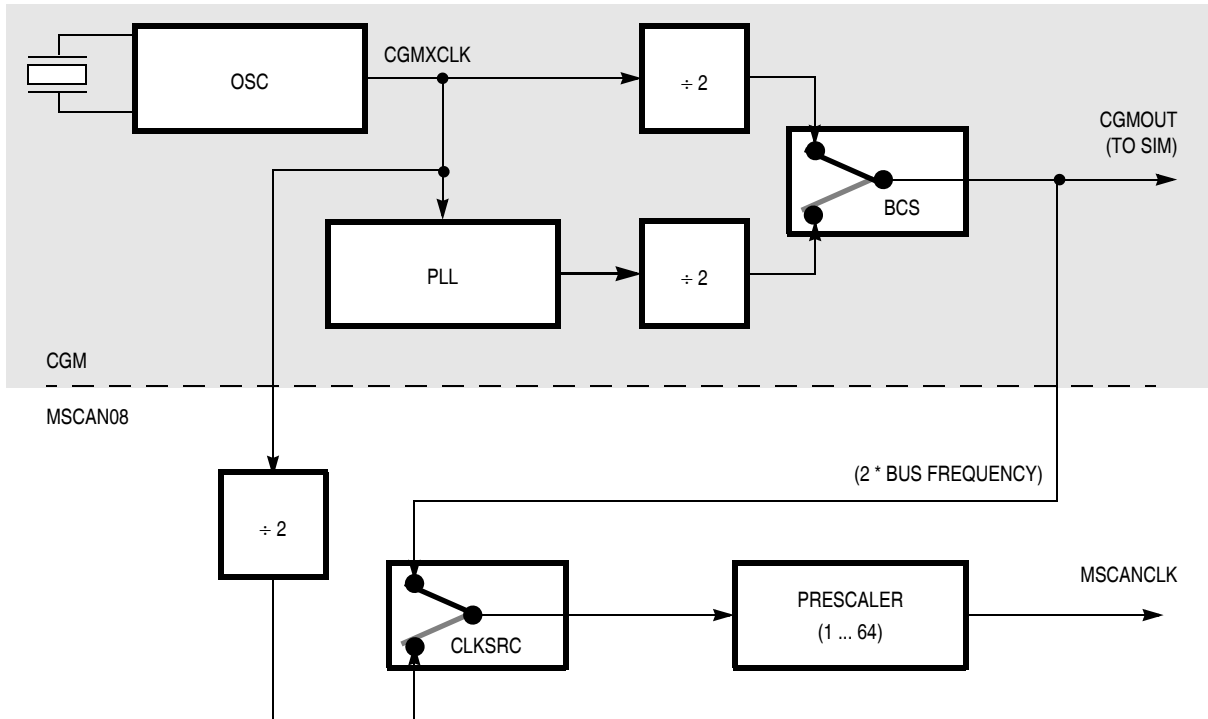 CGMXCLK
OSC
÷ 2
CGMOUT
(TO SIM)
BCS
PLL
÷ 2
CGM
MSCAN08
(2 * BUS FREQUENCY)
÷ 2
MSCANCLK
PRESCALER
(1 ... 64)
CLKSRC